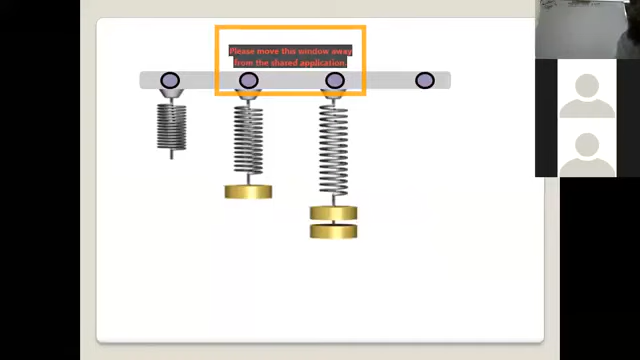 Please move this window away
from the shared application.